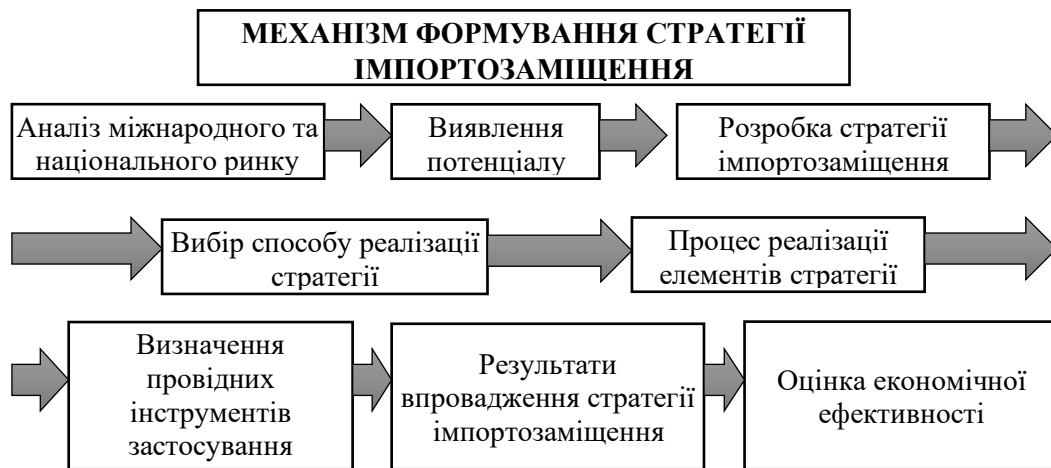 МЕХАНІЗМ ФОРМУВАННЯ СТРАТЕГІЇ
ІМПОРТОЗАМІЩЕННЯ
Аналіз міжнародного та
національного ринку
Виявлення
потенціалу
Розробка стратегії
імпортозаміщення
Вибір способу реалізації
стратегії
Процес реалізації
елементів стратегії
Визначення
провідних
інструментів
застосування
Результати
впровадження стратегії
імпортозаміщення
Оцінка економічної
ефективності